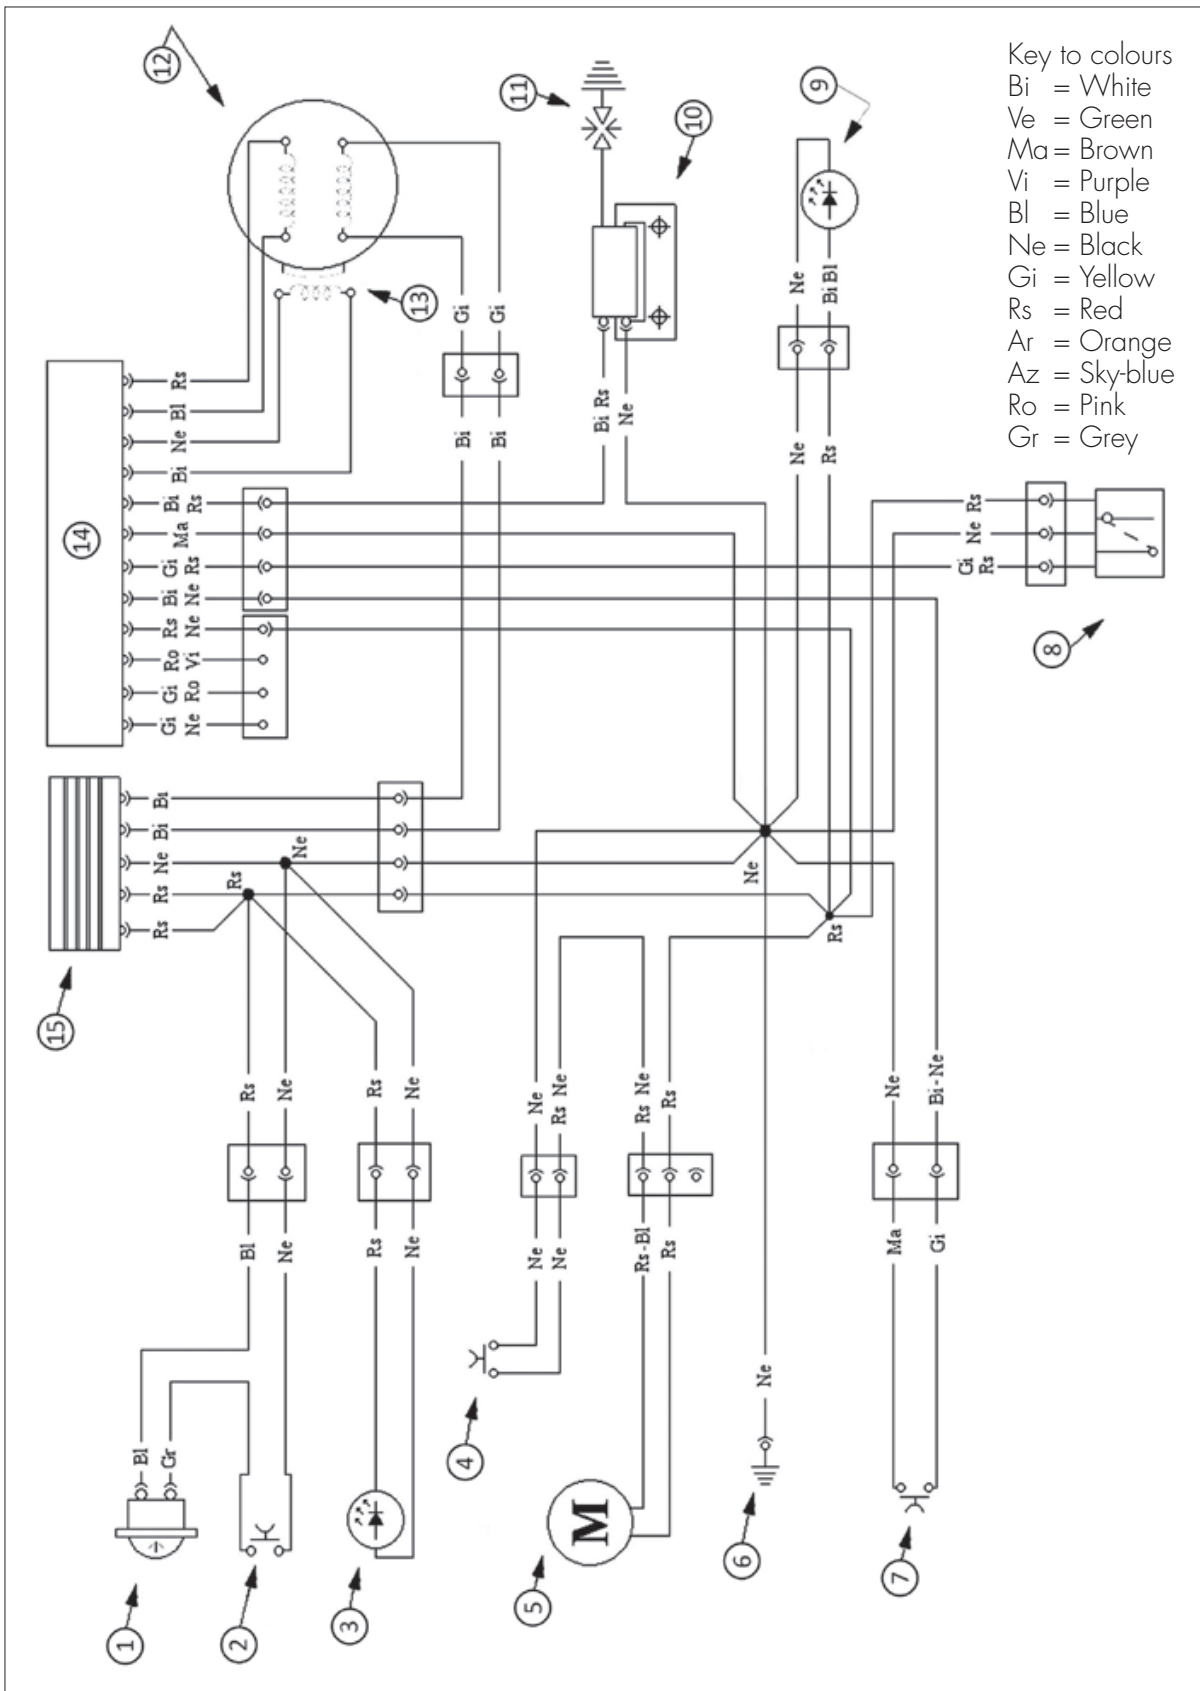 Key to colours
Bi = White
Ve = Green
Ma = Brown
Vi = Purple
Bl = Blue
Ne = Black
Gi = Yellow
Rs = Red
Ar = Orange
Az = Sky-blue
Ro = Pink
Gr = Grey
12
11
10
9
13
14
15
8
1
2
3
4
5
6
7
M
Rs
Bl
Ne
Bi
Bi Rs
Ma
Gi Rs
Bi Ne
Rs Ne
Ro Vi
Gi Ro
Gi Ne
Gi
Gi
Bi
Bi
Bi Rs
Ne
Ne
Bi Bl
Ne
Rs
Rs
Ne
Gi Rs
Bi
Bi
Ne
Rs
Rs
Rs
Ne
Ne
Rs
Rs
Ne
Rs
Ne
Ne
Rs Ne
Rs Ne
Rs
Ne
Bi-Ne
Bl
Ne
Rs
Ne
Ne
Ne
Rs-Bl
Rs
Ma
Gi
Ne
Bl
Gr